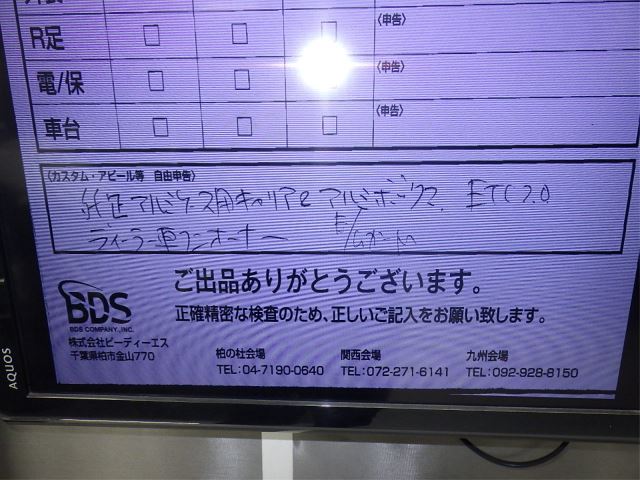 R足 □ □ □ (申告)
電/保 □ □ □ (申告)
車台 □ □ □ (申告)
(カスタム・アピール等 自由申告)
純正アルミケース用キャリア & アルミボックス ETC2.0
ディーラー車ワンオーナー
ご出品ありがとうございます。
BDS
BDS COMPANY.,INC.
正確精密な検査のため、正しいご記入をお願い致します。
株式会社ビーディーエス
千葉県柏市金山770
柏の杜会場 関西会場 九州会場
TEL:04-7190-0640 TEL:072-271-6141 TEL:092-928-8150
AQUOS